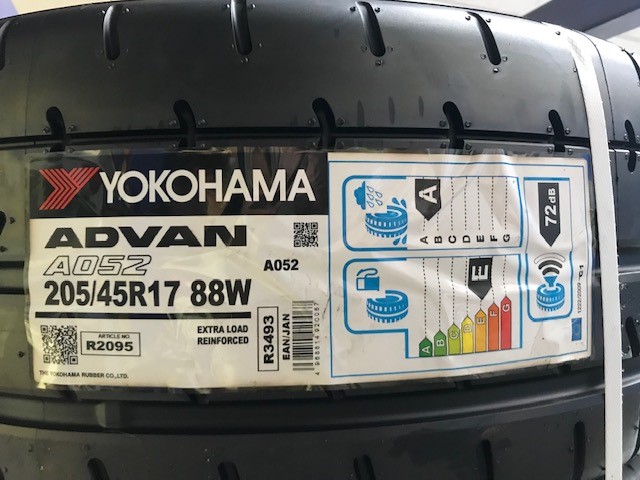 YOKOHAMA
ADVAN
A052
A052
205/45R17 88W
ARTICLE NO.
R2095
EXTRA LOAD
REINFORCED
THE YOKOHAMA RUBBER CO.,LTD.
R3493
EAN/JAN
A
A B C D E F G
E
A B C D E F G
72dB